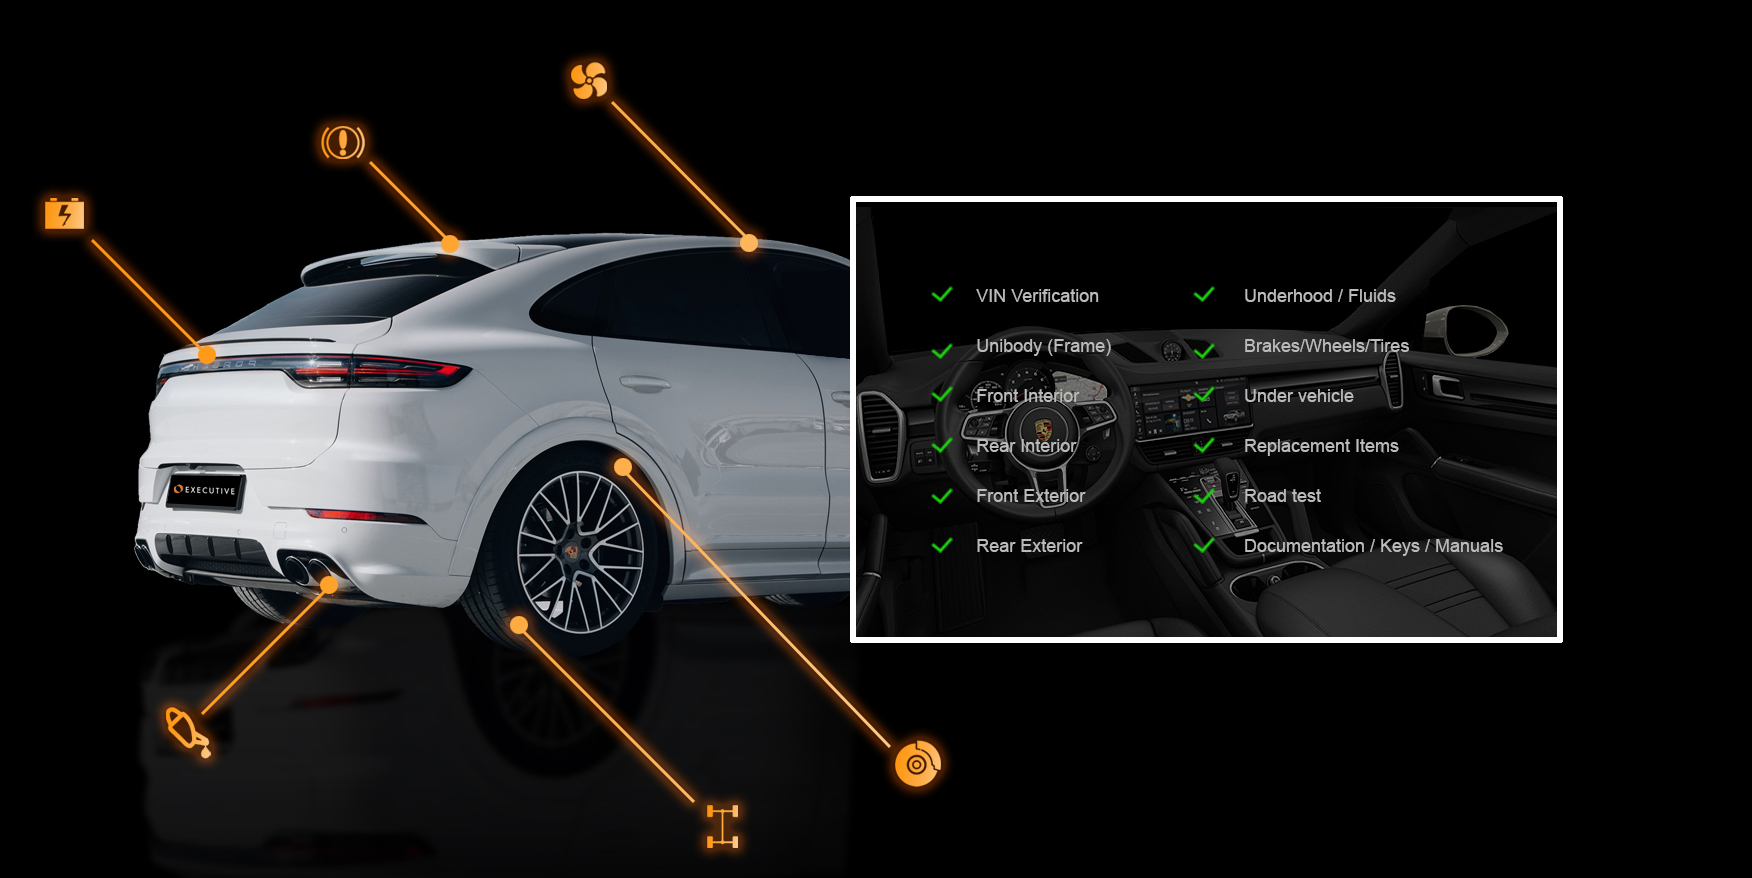 EXECUTIVE
VIN Verification
Unibody (Frame)
Front Interior
Rear Interior
Front Exterior
Rear Exterior
Underhood / Fluids
Brakes/Wheels/Tires
Under vehicle
Replacement Items
Road test
Documentation / Keys / Manuals